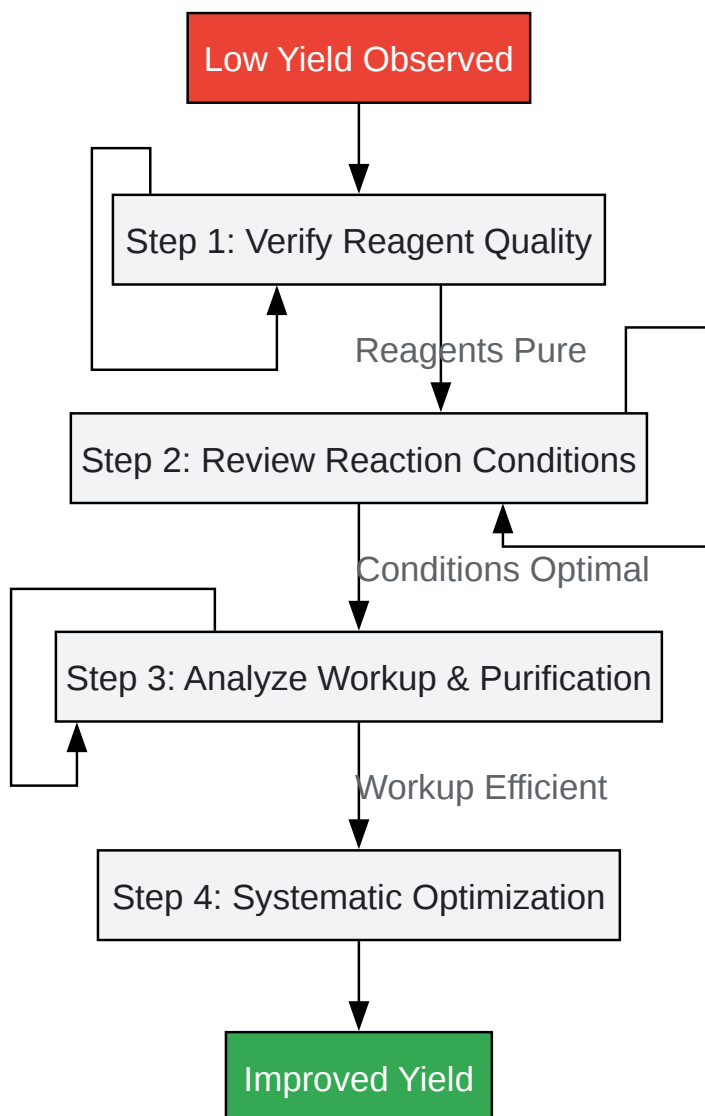 Low Yield Observed
Step 1: Verify Reagent Quality
Reagents Pure
Step 2: Review Reaction Conditions
Conditions Optimal
Step 3: Analyze Workup & Purification
Workup Efficient
Step 4: Systematic Optimization
Improved Yield